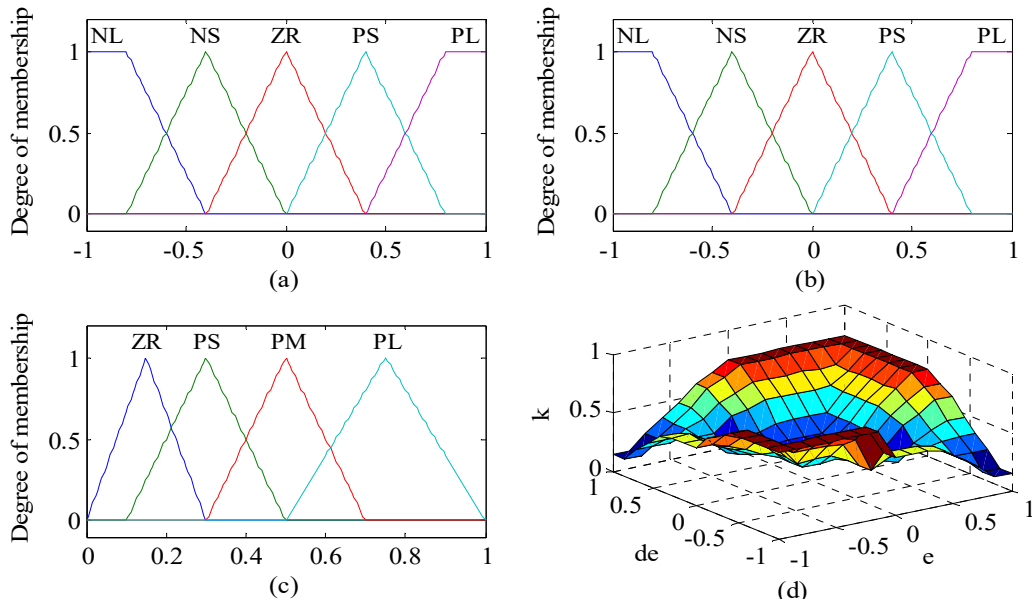 NL NS ZR PS PL
Degree of membership
1
0.5
0
-1 -0.5 0 0.5 1
(a)
NL NS ZR PS PL
Degree of membership
1
0.5
0
-1 -0.5 0 0.5 1
(b)
ZR PS PM PL
Degree of membership
1
0.5
0
0 0.2 0.4 0.6 0.8 1
(c)
k
1
0.5
0
1
0.5
0
-0.5
-1
de
-1
-0.5
0
0.5
1
e
(d)